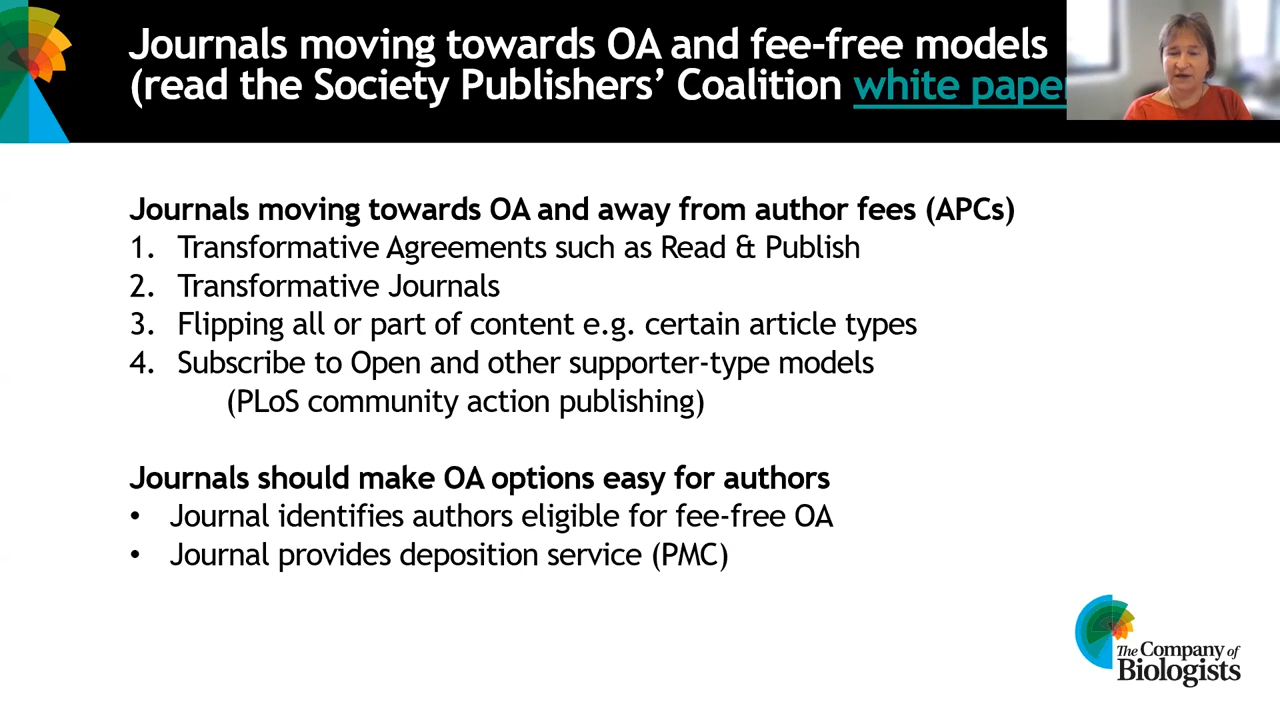 Journals moving towards OA and fee-free models
(read the Society Publishers’ Coalition white paper
Journals moving towards OA and away from author fees (APCs)
1. Transformative Agreements such as Read & Publish
2. Transformative Journals
3. Flipping all or part of content e.g. certain article types
4. Subscribe to Open and other supporter-type models
(PLoS community action publishing)
Journals should make OA options easy for authors
• Journal identifies authors eligible for fee-free OA
• Journal provides deposition service (PMC)
The Company of
Biologists